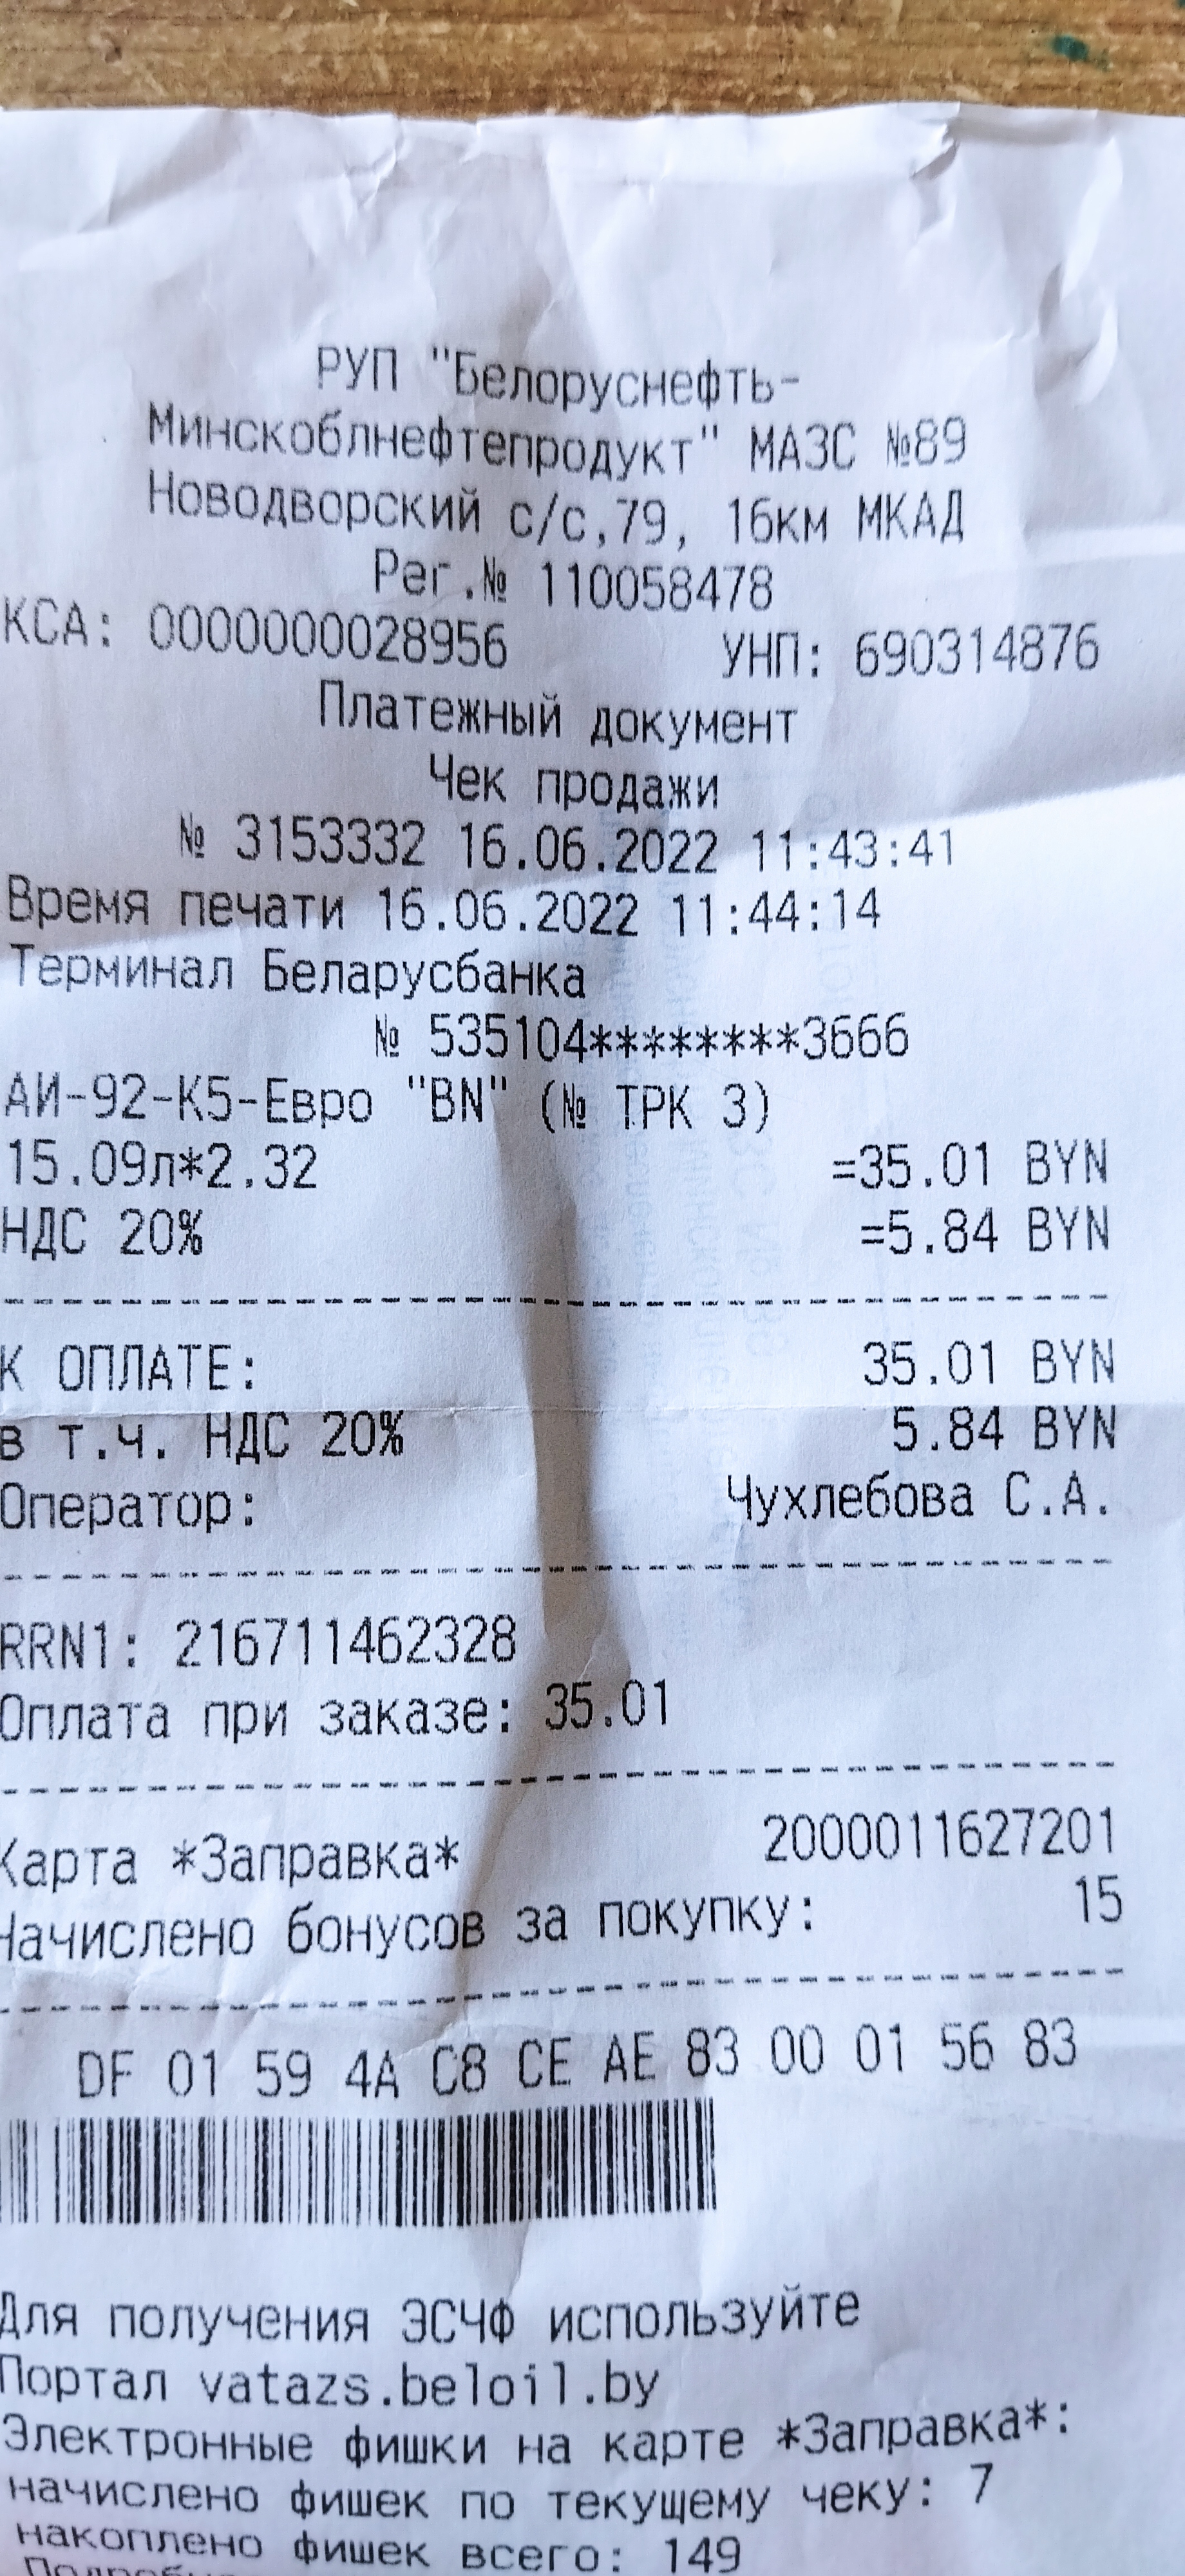 РУП "Белоруснефть-
Минскоблнефтепродукт" МАЗС №89
Новодворский с/с,79, 16км МКАД
Рег.№ 110058478
КСА: 0000000028956 УНП: 690314876
Платежный документ
Чек продажи
№ 3153332 16.06.2022 11:43:41
Время печати 16.06.2022 11:44:14
Терминал Беларусбанка
№ 535104********3666
АИ-92-К5-Евро "BN" (№ ТРК 3)
15.09л*2.32 =35.01 BYN
НДС 20% =5.84 BYN
К ОПЛАТЕ: 35.01 BYN
в т.ч. НДС 20% 5.84 BYN
Оператор: Чухлебова С.А.
RRN1: 216711462328
Оплата при заказе: 35.01
Карта *Заправка* 2000011627201
Начислено бонусов за покупку: 15
DF 01 59 4A C8 CE AE 83 00 01 56 83
Для получения ЭСЧФ используйте
Портал vatazs.beloil.by
Электронные фишки на карте *Заправка*:
начислено фишек по текущему чеку: 7
накоплено фишек всего: 149